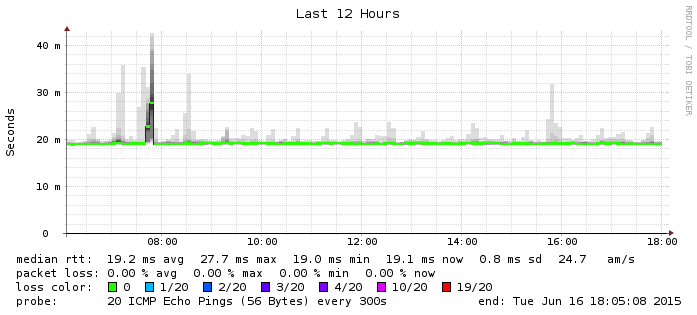 Last 12 Hours
RRDTOOL / TOBI OETIKER
Seconds
40 m
30 m
20 m
10 m
0
08:00 10:00 12:00 14:00 16:00 18:00
median rtt: 19.2 ms avg 27.7 ms max 19.0 ms min 19.1 ms now 0.8 ms sd 24.7 am/s
packet loss: 0.00 % avg 0.00 % max 0.00 % min 0.00 % now
loss color: 0 1/20 2/20 3/20 4/20 10/20 19/20
probe: 20 ICMP Echo Pings (56 Bytes) every 300s end: Tue Jun 16 18:05:08 2015